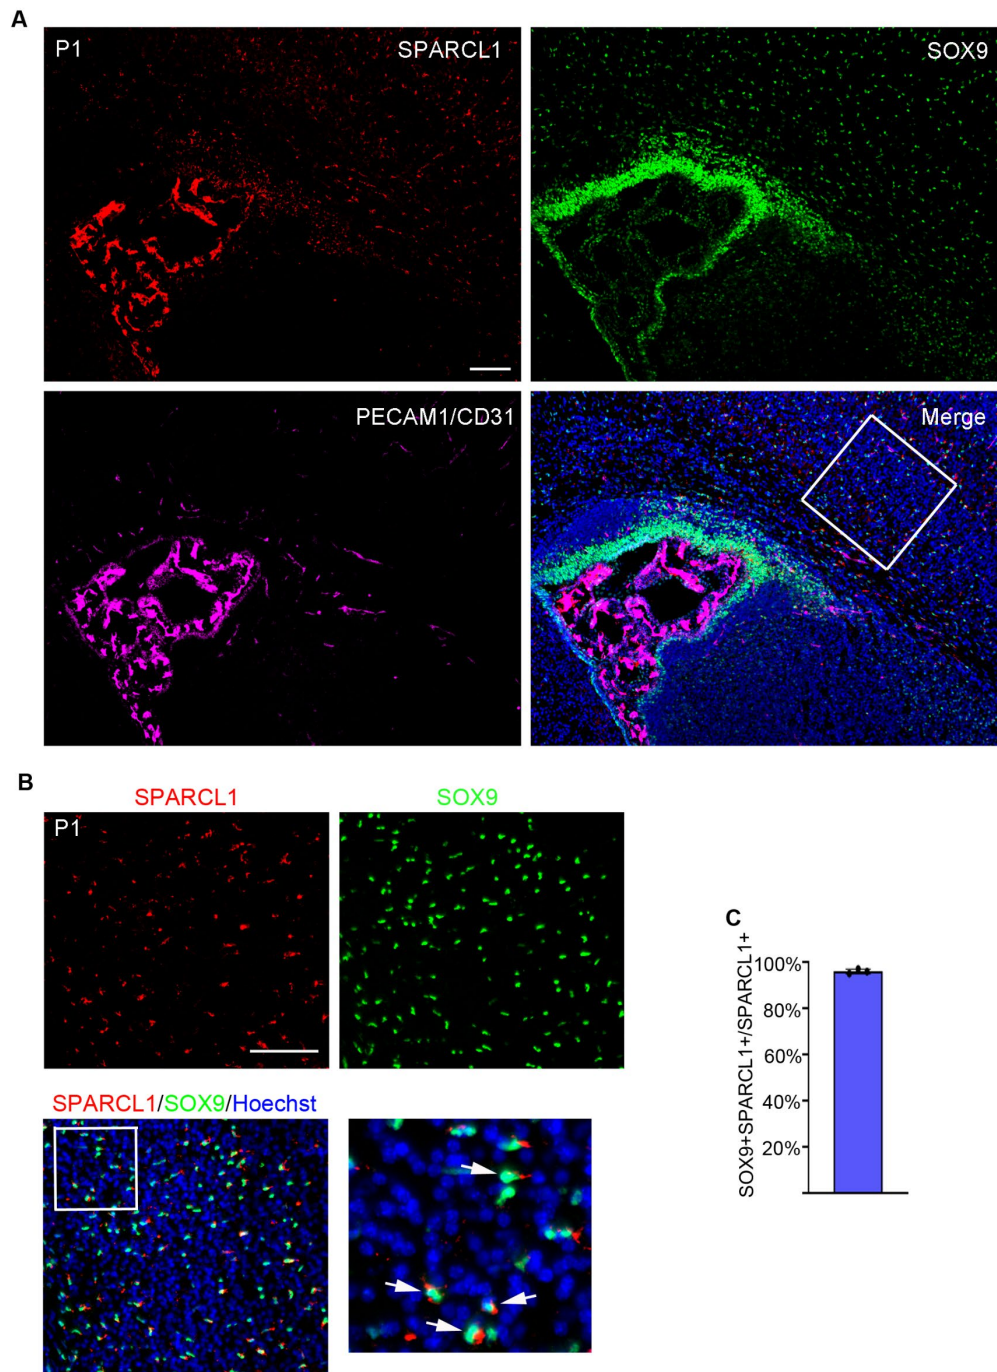 A
P1
SPARCL1
SOX9
PECAM1/CD31
Merge
B
SPARCL1
SOX9
P1
SPARCL1/SOX9/Hoechst
C
SOX9+SPARCL1+/SPARCL1+
100%
80%
60%
40%
20%